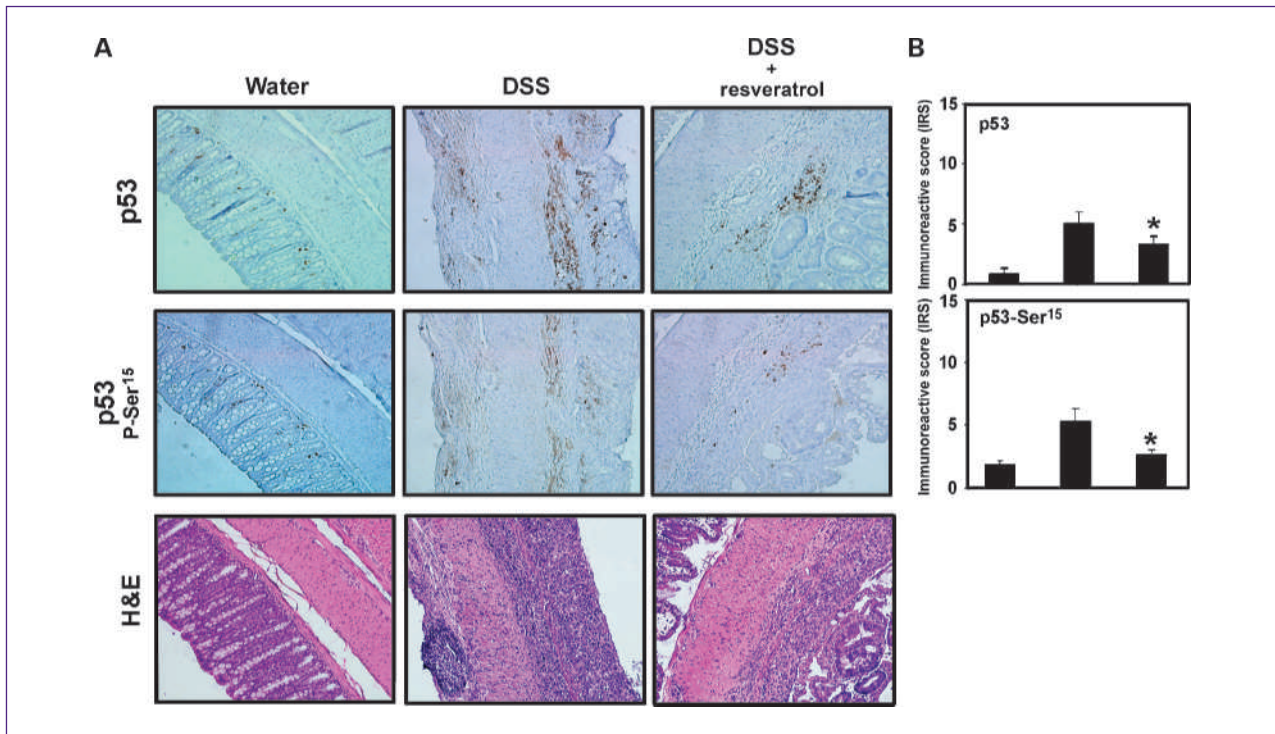 A
Water
DSS
DSS
+
resveratrol
p53
p53
P-Ser15
H&E
B
Immunoreactive score (IRS)
15
10
5
0
p53
*
Immunoreactive score (IRS)
15
10
5
0
p53-Ser15
*